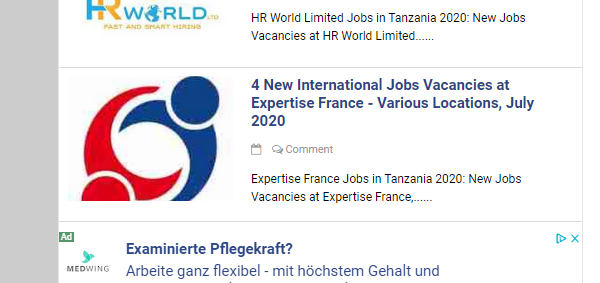 HR
WORLD LTD
FAST AND SMART HIRING
HR World Limited Jobs in Tanzania 2020: New Jobs
Vacancies at HR World Limited......
4 New International Jobs Vacancies at
Expertise France - Various Locations, July
2020
Comment
Expertise France Jobs in Tanzania 2020: New Jobs
Vacancies at Expertise France,......
Ad
MEDWING
Examinierte Pflegekraft?
Arbeite ganz flexibel - mit höchstem Gehalt und